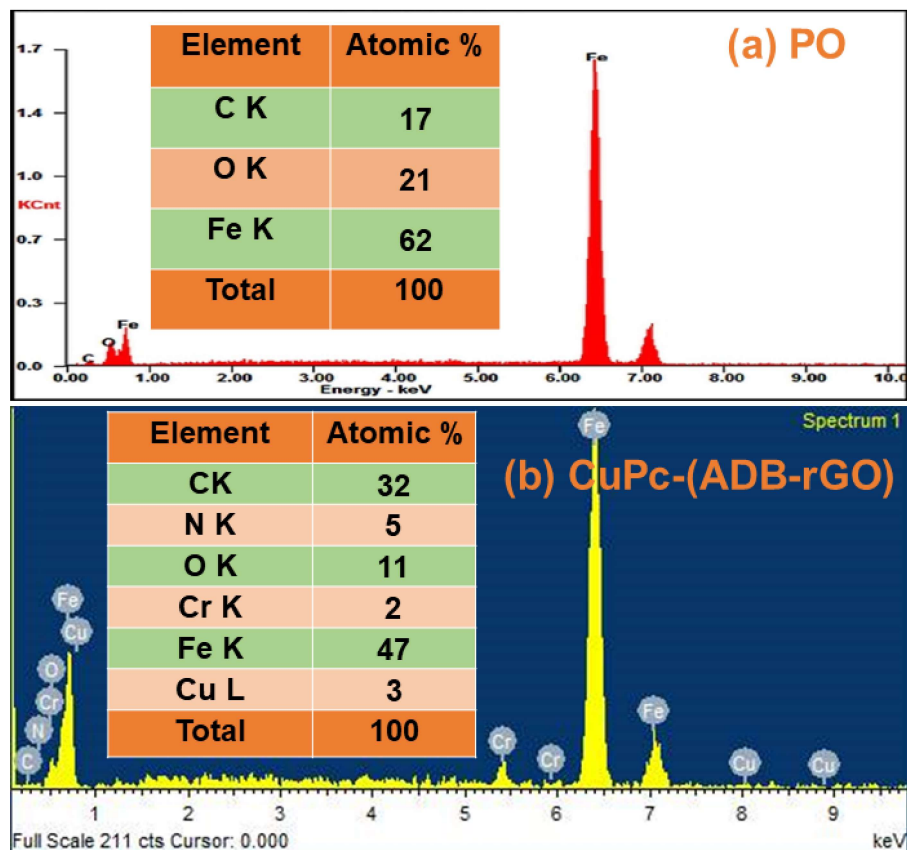 (a) PO
Element Atomic %
C K 17
O K 21
Fe K 62
Total 100
1.7
1.4
1.0
KCnt
0.7
0.3
0.0
C
O
Fe
Fe
0.00 1.00 2.00 3.00 4.00 5.00 6.00 7.00 8.00 9.00 10.0
Energy - keV
Spectrum 1
(b) CuPc-(ADB-rGO)
Element Atomic %
CK 32
N K 5
O K 11
Cr K 2
Fe K 47
Cu L 3
Total 100
Fe
Cu
O
Cr
N
C
Cr
Cr
Fe
Fe
Cu
Cu
1 2 3 4 5 6 7 8 9
Full Scale 211 cts Cursor: 0.000 keV